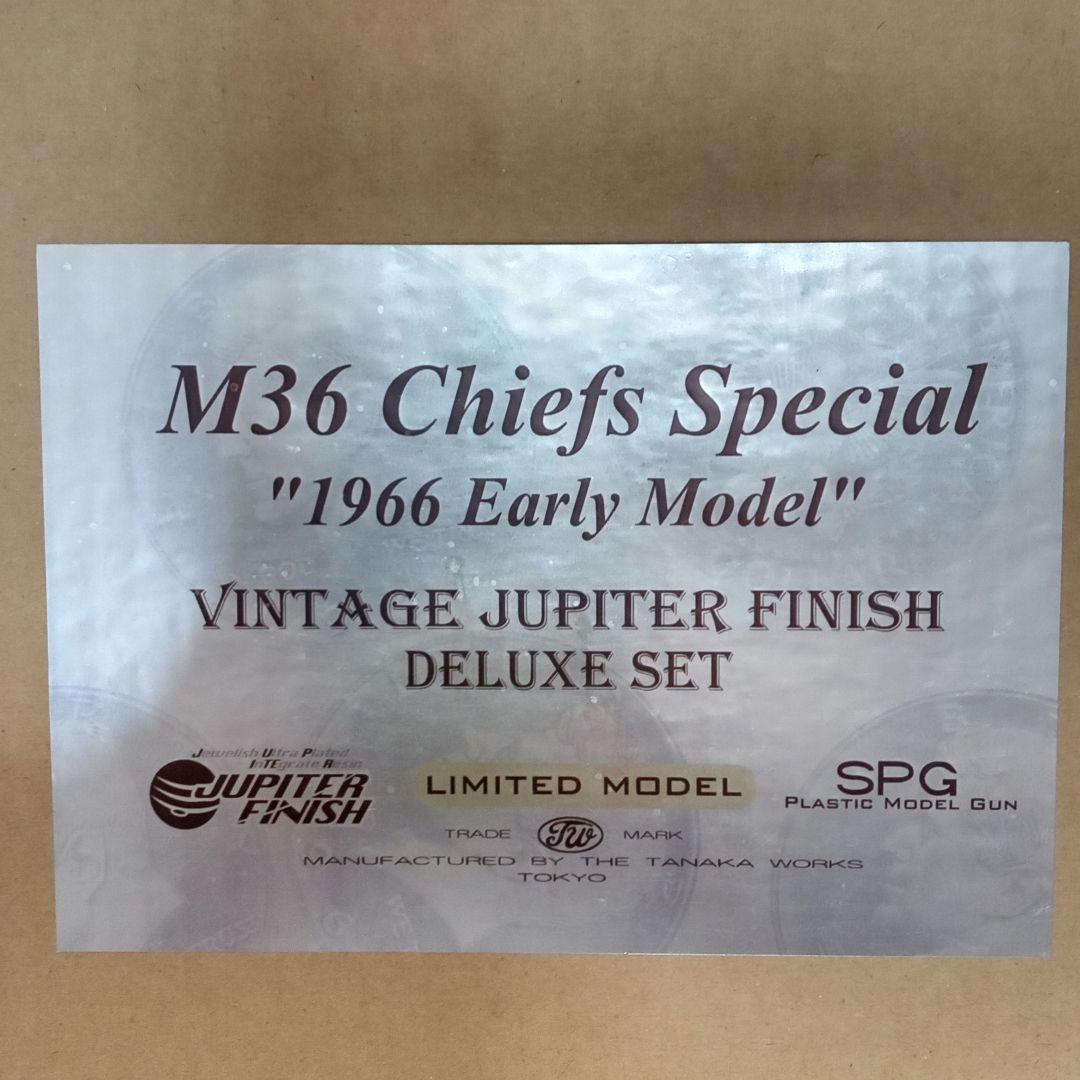 M36 Chiefs Special
"1966 Early Model"
VINTAGE JUPITER FINISH
DELUXE SET
Jewelish Ultra Plated
InTEgrate Resin
JUPITER
FINISH
LIMITED MODEL
SPG
PLASTIC MODEL GUN
TRADE TW MARK
MANUFACTURED BY THE TANAKA WORKS
TOKYO